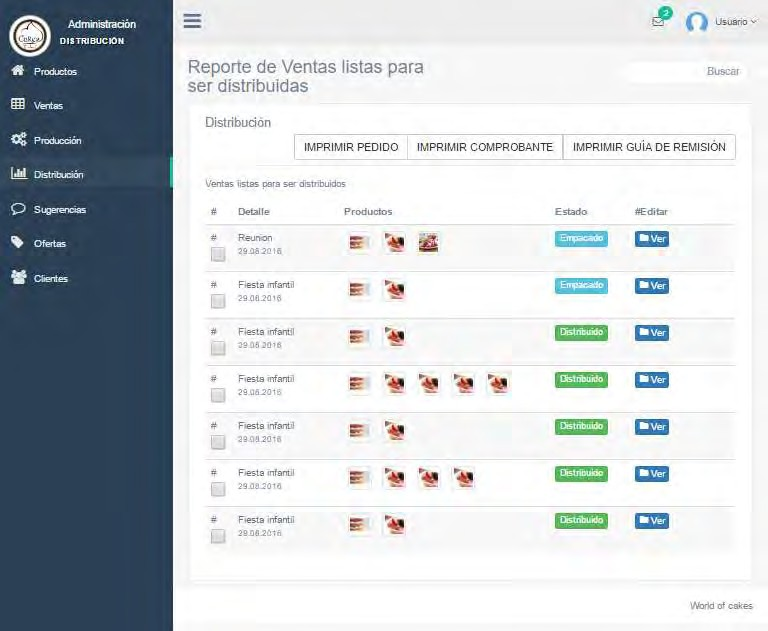 Administración
DISTRIBUCIÓN
Productos
Ventas
Producción
Distribución
Sugerencias
Ofertas
Clientes
2
Usuario
Reporte de Ventas listas para
ser distribuidas
Buscar
Distribución
IMPRIMIR PEDIDO IMPRIMIR COMPROBANTE IMPRIMIR GUÍA DE REMISIÓN
Ventas listas para ser distribuidos
# Detalle Productos Estado #Editar
# Reunion Empacado Ver
29.08.2016
# Fiesta infantil Empacado Ver
29.08.2016
# Fiesta infantil Distribuido Ver
29.08.2016
# Fiesta infantil Distribuido Ver
29.08.2016
# Fiesta infantil Distribuido Ver
29.08.2016
# Fiesta infantil Distribuido Ver
29.08.2016
# Fiesta infantil Distribuido Ver
29.08.2016
World of cakes